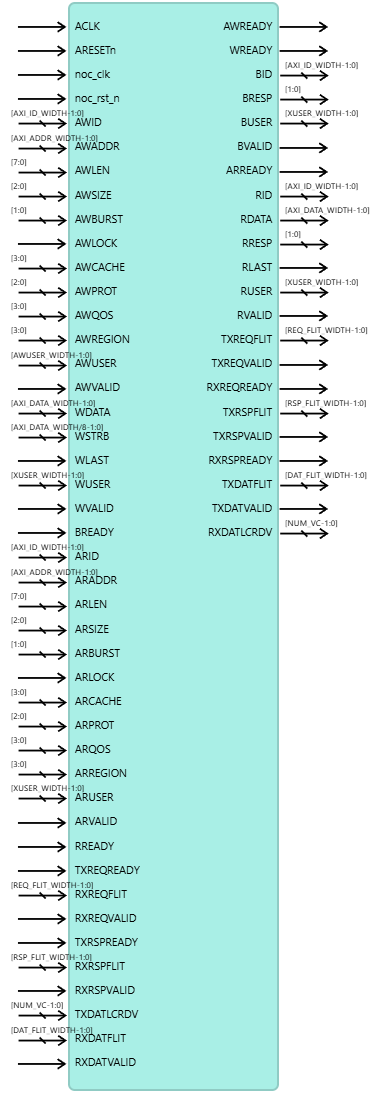 ACLK AWREADY
ARESETn WREADY
noc_clk [AXI_ID_WIDTH-1:0] BID
noc_rst_n [1:0] BRESP
[AXI_ID_WIDTH-1:0] AWID [XUSER_WIDTH-1:0] BUSER
[AXI_ADDR_WIDTH-1:0] AWADDR BVALID
[7:0] AWLEN ARREADY
[2:0] AWSIZE [AXI_ID_WIDTH-1:0] RID
[1:0] AWBURST [AXI_DATA_WIDTH-1:0] RDATA
AWLOCK [1:0] RRESP
[3:0] AWCACHE RLAST
[2:0] AWPROT [XUSER_WIDTH-1:0] RUSER
[3:0] AWQOS RVALID
[3:0] AWREGION [REQ_FLIT_WIDTH-1:0] TXREQFLIT
[AWUSER_WIDTH-1:0] AWUSER TXREQVALID
AWVALID RXREQREADY
[AXI_DATA_WIDTH-1:0] WDATA [RSP_FLIT_WIDTH-1:0] TXRSPFLIT
[AXI_DATA_WIDTH/8-1:0] WSTRB TXRSPVALID
WLAST RXRSPREADY
[XUSER_WIDTH-1:0] WUSER [DAT_FLIT_WIDTH-1:0] TXDATFLIT
WVALID TXDATVALID
BREADY [NUM_VC-1:0] RXDATLCRDV
[AXI_ID_WIDTH-1:0] ARID
[AXI_ADDR_WIDTH-1:0] ARADDR
[7:0] ARLEN
[2:0] ARSIZE
[1:0] ARBURST
ARLOCK
[3:0] ARCACHE
[2:0] ARPROT
[3:0] ARQOS
[3:0] ARREGION
[XUSER_WIDTH-1:0] ARUSER
ARVALID
RREADY
TXREQREADY
[REQ_FLIT_WIDTH-1:0] RXREQFLIT
RXREQVALID
TXRSPREADY
[RSP_FLIT_WIDTH-1:0] RXRSPFLIT
RXRSPVALID
[NUM_VC-1:0] TXDATLCRDV
[DAT_FLIT_WIDTH-1:0] RXDATFLIT
RXDATVALID